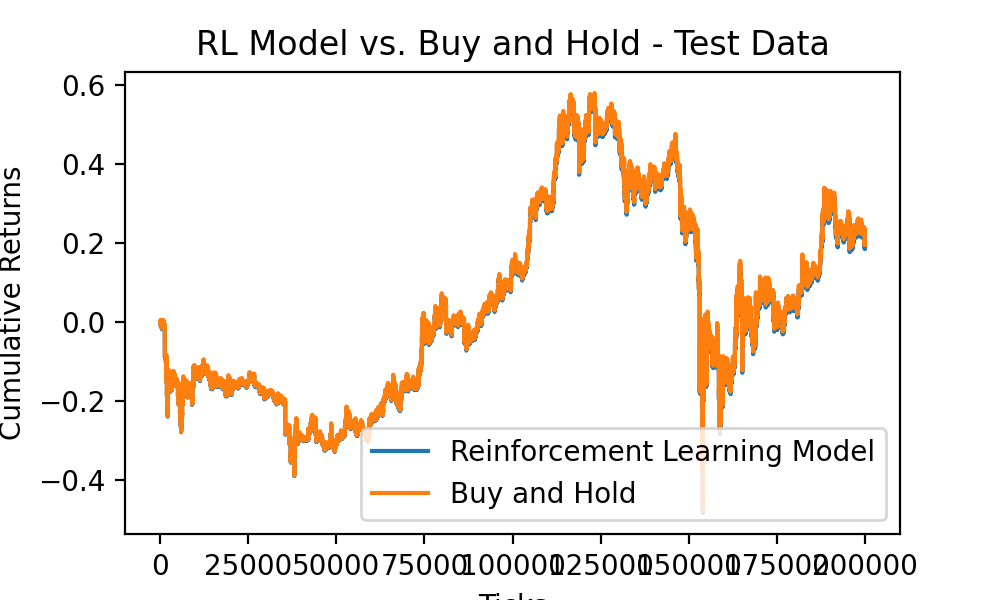 RL Model vs. Buy and Hold - Test Data
0.6
0.4
0.2
0.0
−0.2
−0.4
Cumulative Returns
Reinforcement Learning Model
Buy and Hold
0 25000 50000 75000 100000 125000 150000 175000 200000
Ticks